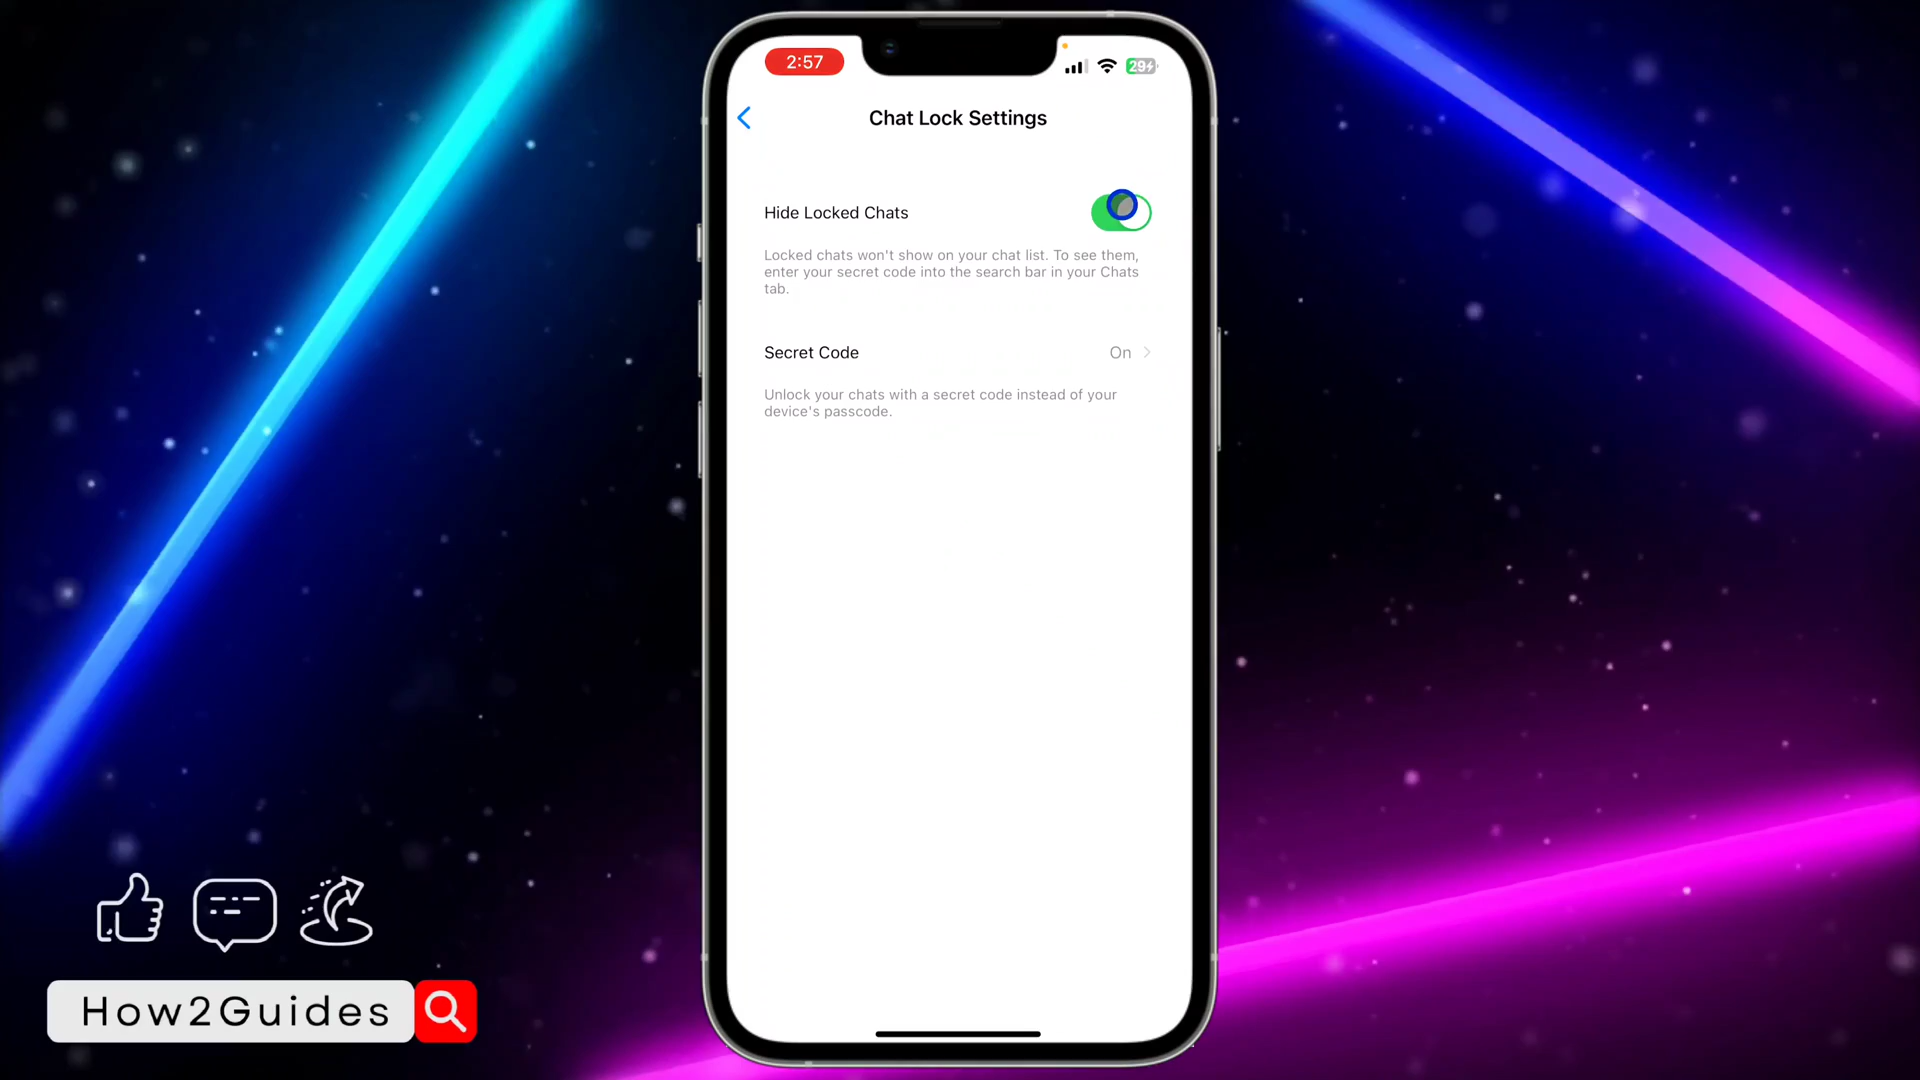 2:57
29
Chat Lock Settings
Hide Locked Chats
Locked chats won't show on your chat list. To see them,
enter your secret code into the search bar in your Chats
tab.
Secret Code On
Unlock your chats with a secret code instead of your
device's passcode.
How2Guides